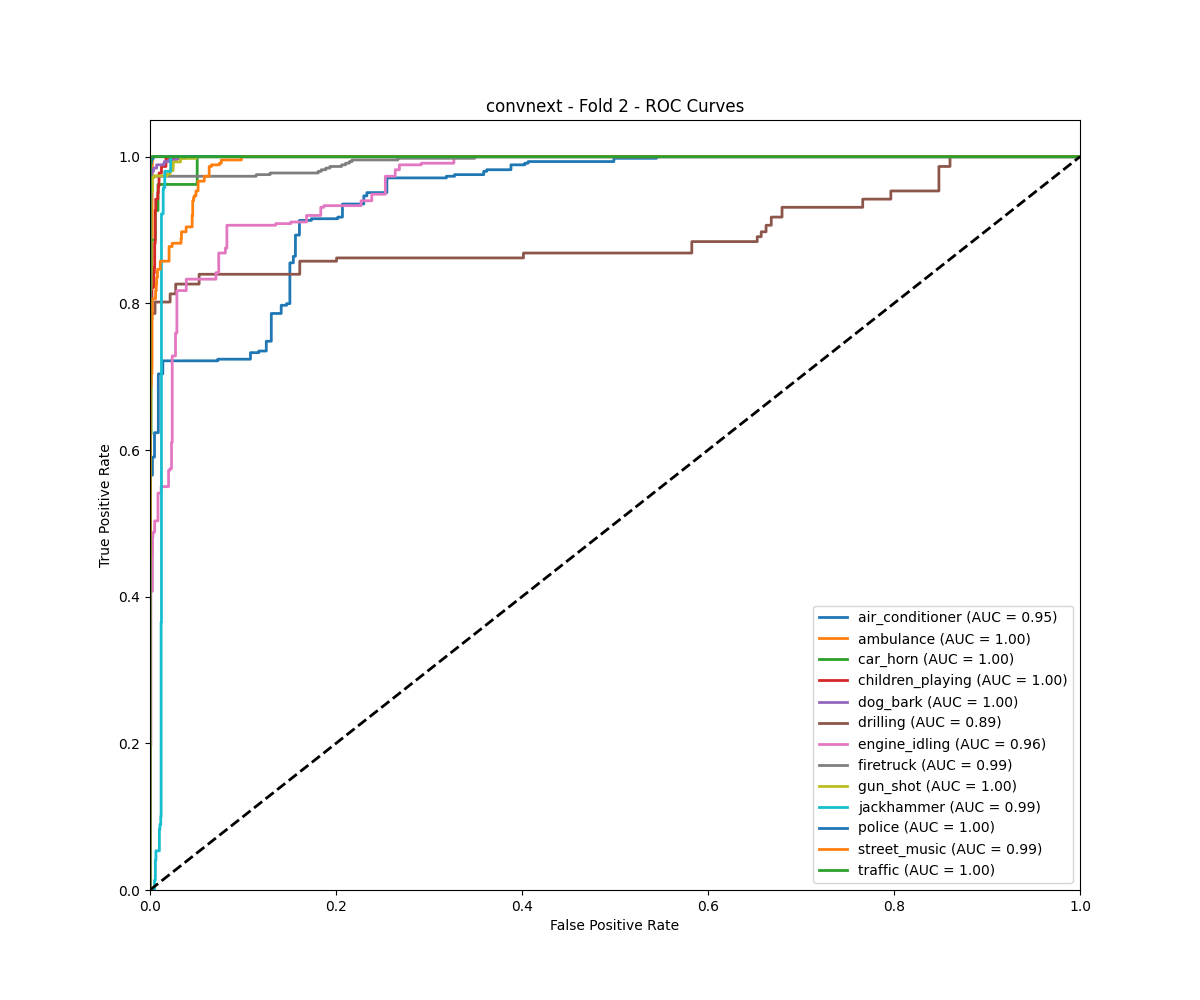 convnext - Fold 2 - ROC Curves
True Positive Rate
1.0
0.8
0.6
0.4
0.2
0.0
air_conditioner (AUC = 0.95)
ambulance (AUC = 1.00)
car_horn (AUC = 1.00)
children_playing (AUC = 1.00)
dog_bark (AUC = 1.00)
drilling (AUC = 0.89)
engine_idling (AUC = 0.96)
firetruck (AUC = 0.99)
gun_shot (AUC = 1.00)
jackhammer (AUC = 0.99)
police (AUC = 1.00)
street_music (AUC = 0.99)
traffic (AUC = 1.00)
0.0 0.2 0.4 0.6 0.8 1.0
False Positive Rate